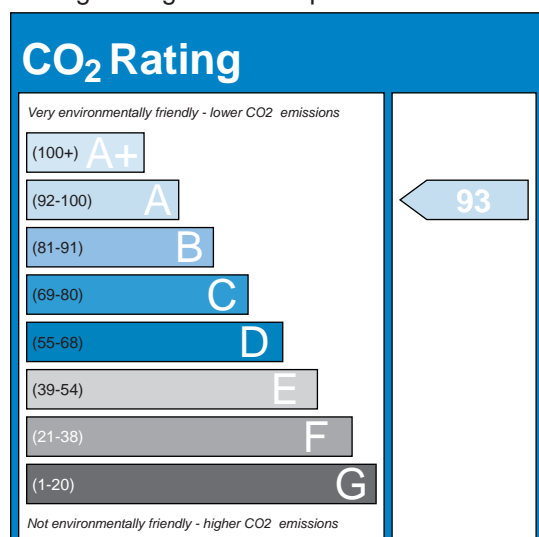 CO2 Rating
Very environmentally friendly - lower CO2 emissions
(100+) A+
(92-100) A
93
(81-91) B
(69-80) C
(55-68) D
(39-54) E
(21-38) F
(1-20) G
Not environmentally friendly - higher CO2 emissions